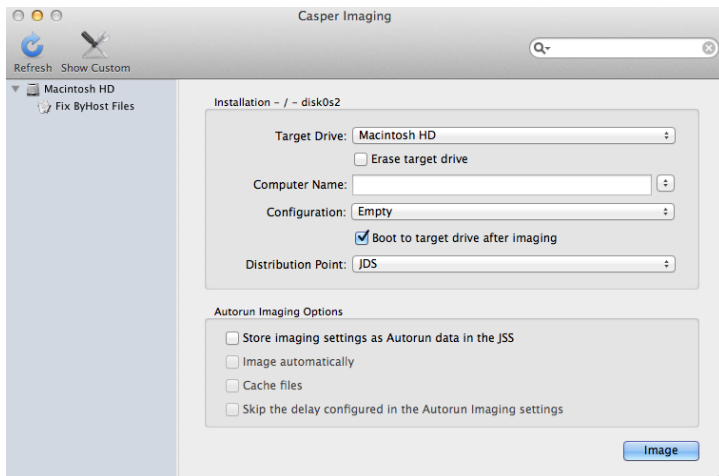 Casper Imaging
Refresh Show Custom
Macintosh HD
Fix ByHost Files
Installation - / - disk0s2
Target Drive: Macintosh HD
Erase target drive
Computer Name:
Configuration: Empty
Boot to target drive after imaging
Distribution Point: JDS
Autorun Imaging Options
Store imaging settings as Autorun data in the JSS
Image automatically
Cache files
Skip the delay configured in the Autorun Imaging settings
Image